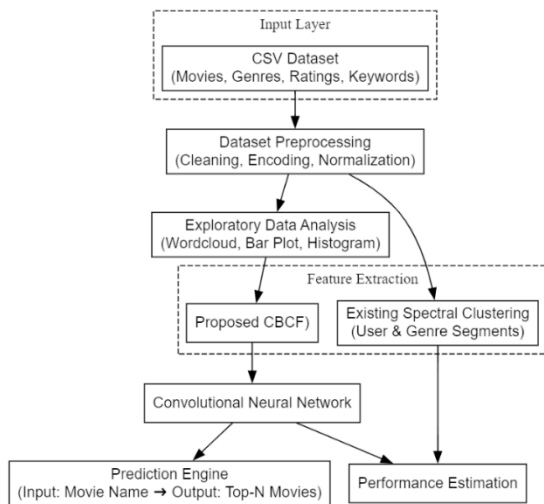 Input Layer
CSV Dataset
(Movies, Genres, Ratings, Keywords)
Dataset Preprocessing
(Cleaning, Encoding, Normalization)
Exploratory Data Analysis
(Wordcloud, Bar Plot, Histogram)
Feature Extraction
Proposed CBCF)
Existing Spectral Clustering
(User & Genre Segments)
Convolutional Neural Network
Prediction Engine
(Input: Movie Name → Output: Top-N Movies)
Performance Estimation